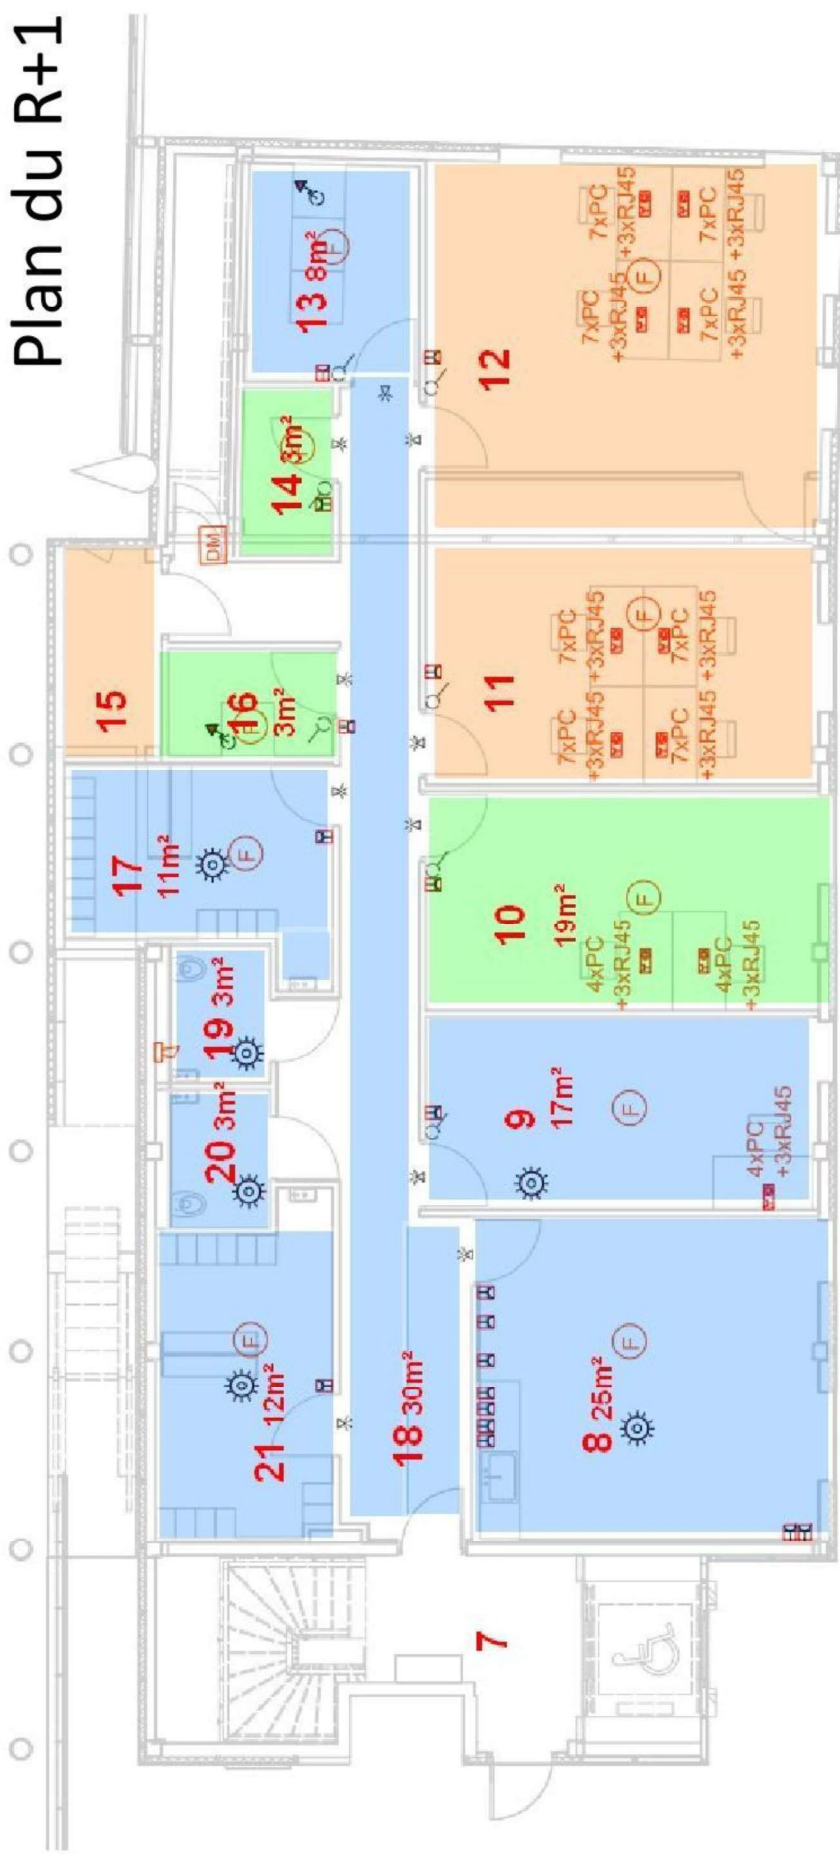 Plan du R+1
15
17
11m²
16
3m²
DM
14 3m²
13 8m²
F
F
F
F
19 3m²
20 3m²
21 12m²
F
18 30m²
7
8 25m²
F
9
17m²
F
4xPC
+3xRJ45
10
19m²
4xPC
+3xRJ45
F
4xPC
+3xRJ45
11
7xPC
+3xRJ45
7xPC
+3xRJ45
F
7xPC
+3xRJ45
7xPC
+3xRJ45
12
7xPC
+3xRJ45
7xPC
+3xRJ45
F
7xPC
+3xRJ45
7xPC
+3xRJ45